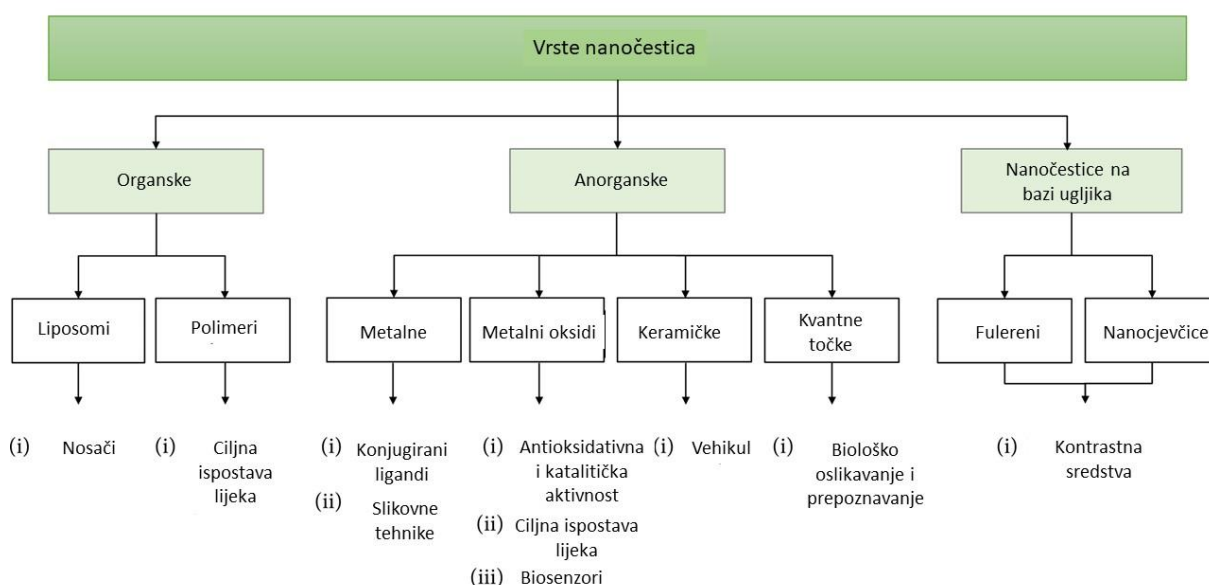 Vrste nanočestica
Organske
Anorganske
Nanočestice na
bazi ugljika
Liposomi
Polimeri
Metalne
Metalni oksidi
Keramičke
Kvantne
točke
Fulereni
Nanocjevčice
(i) Nosači
(i) Ciljna
ispostava
lijeka
(i) Konjugirani
ligandi
(ii) Slikovne
tehnike
(i) Antioksidativna
i katalitička
aktivnost
(ii) Ciljna ispostava
lijeka
(iii) Biosenzori
(i) Vehikul
(i) Biološko
oslikavanje i
prepoznavanje
(i) Kontrastna
sredstva